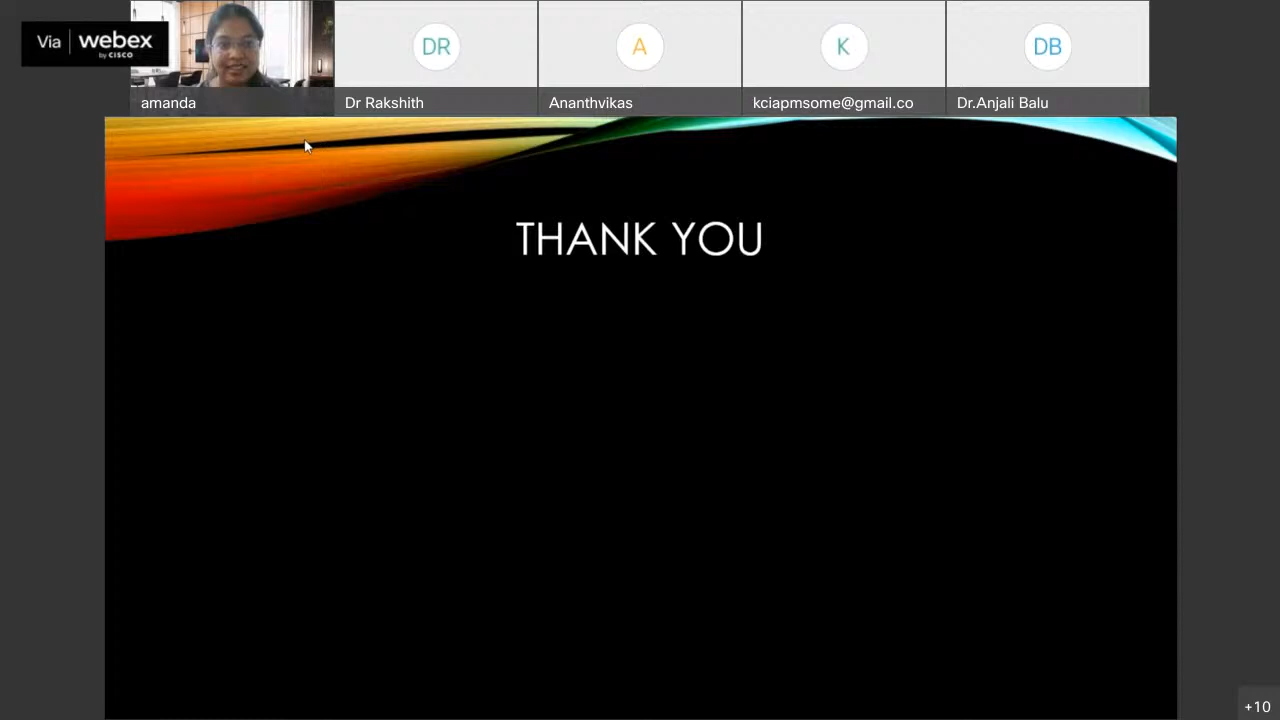 Via webex
by CISCO
amanda
DR
Dr Rakshith
A
Ananthvikas
K
kciapmsome@gmail.co
DB
Dr.Anjali Balu
THANK YOU
+10